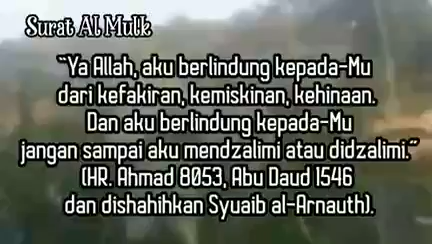 Surat Al Mulk
"Ya Allah, aku berlindung kepada-Mu
dari kefakiran, kemiskinan, kehinaan.
Dan aku berlindung kepada-Mu
jangan sampai aku mendzalimi atau didzalimi."
(HR. Ahmad 8053, Abu Daud 1546
dan dishahihkan Syuaib al-Arnauth).